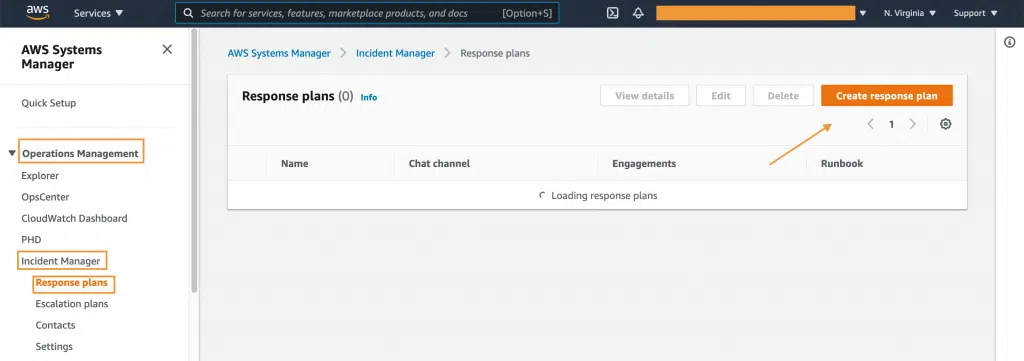 aws
Services
Search for services, features, marketplace products, and docs [Option+S]
N. Virginia
Support
AWS Systems
Manager
Quick Setup
Operations Management
Explorer
OpsCenter
CloudWatch Dashboard
PHD
Incident Manager
Response plans
Escalation plans
Contacts
Settings
AWS Systems Manager > Incident Manager > Response plans
Response plans (0) Info
View details
Edit
Delete
Create response plan
1
Name Chat channel Engagements Runbook
Loading response plans